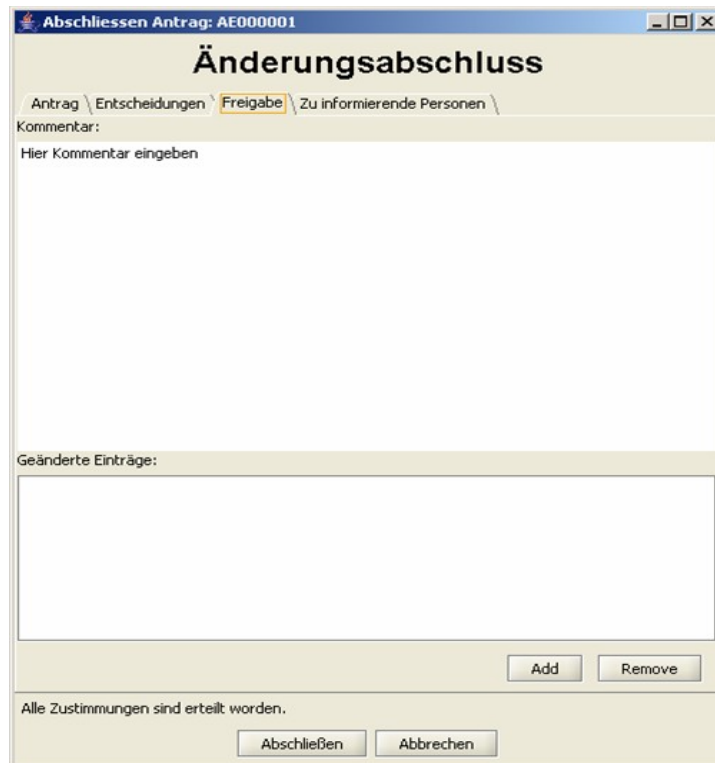 Abschliessen Antrag: AE000001
Änderungsabschluss
Antrag Entscheidungen Freigabe Zu informierende Personen
Kommentar:
Hier Kommentar eingeben
Geänderte Einträge:
Add Remove
Alle Zustimmungen sind erteilt worden.
Abschließen Abbrechen